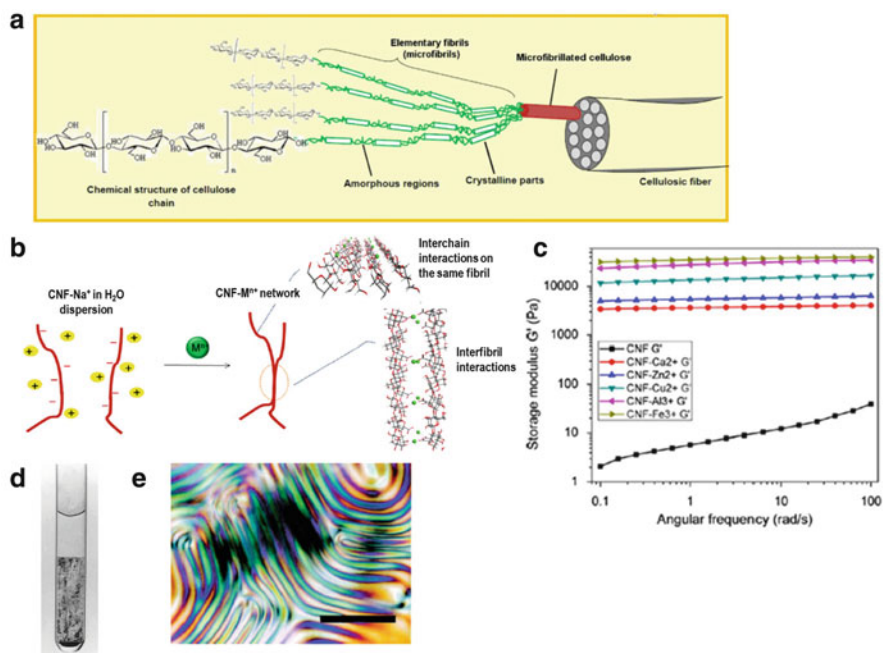 a
Elementary fibrils
(microfibrils)
Microfibrillated cellulose
Chemical structure of cellulose
chain
Amorphous regions
Crystalline parts
Cellulosic fiber
b
CNF-Na⁺ in H₂O
dispersion
Mⁿ⁺
CNF-Mⁿ⁺ network
Interchain
interactions on
the same fibril
Interfibril
interactions
c
Storage modulus G' (Pa)
10000
1000
100
10
1
CNF G'
CNF-Ca2+ G'
CNF-Zn2+ G'
CNF-Cu2+ G'
CNF-Al3+ G'
CNF-Fe3+ G'
0.1
1
10
100
Angular frequency (rad/s)
d
e